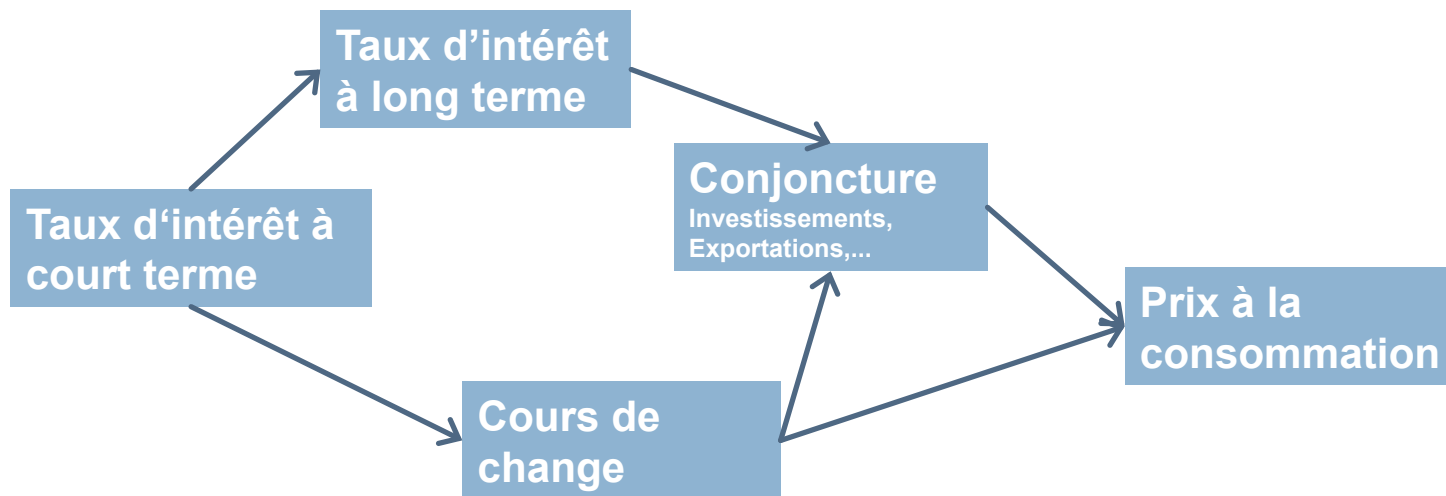 Taux d’intérêt
à long terme
Conjoncture
Investissements,
Exportations,...
Taux d‘intérêt à
court terme
Prix à la
consommation
Cours de
change